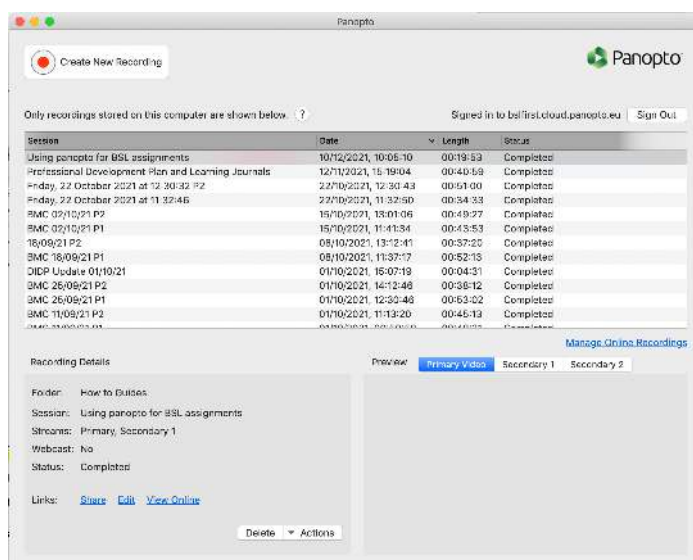 Panopto
Create New Recording
Panopto
Only recordings stored on this computer are shown below. ?
Signed in to bslfirst.cloud.panopto.eu Sign Out
Session Date Length Status
Using panopto for BSL assignments 10/12/2021, 10:05:10 00:19:53 Completed
Professional Development Plan and Learning Journals 12/11/2021, 15:19:04 00:40:59 Completed
Friday, 22 October 2021 at 12:30:32 P2 22/10/2021, 12:30:43 00:51:00 Completed
Friday, 22 October 2021 at 11:32:46 22/10/2021, 11:32:50 00:34:33 Completed
BMC 02/10/21 P2 15/10/2021, 13:01:06 00:49:27 Completed
BMC 02/10/21 P1 15/10/2021, 11:41:34 00:43:53 Completed
18/09/21 P2 08/10/2021, 13:12:41 00:37:20 Completed
BMC 18/09/21 P1 08/10/2021, 11:37:17 00:52:13 Completed
DIDP Update 01/10/21 01/10/2021, 15:07:19 00:04:31 Completed
BMC 25/09/21 P2 01/10/2021, 14:12:46 00:38:12 Completed
BMC 25/09/21 P1 01/10/2021, 12:30:46 00:53:02 Completed
BMC 11/09/21 P2 01/10/2021, 11:13:20 00:45:13 Completed
Manage Online Recordings
Recording Details
Preview Primary Video Secondary 1 Secondary 2
Folder: How to Guides
Session: Using panopto for BSL assignments
Streams: Primary, Secondary 1
Webcast: No
Status: Completed
Links: Share Edit View Online
Delete Actions